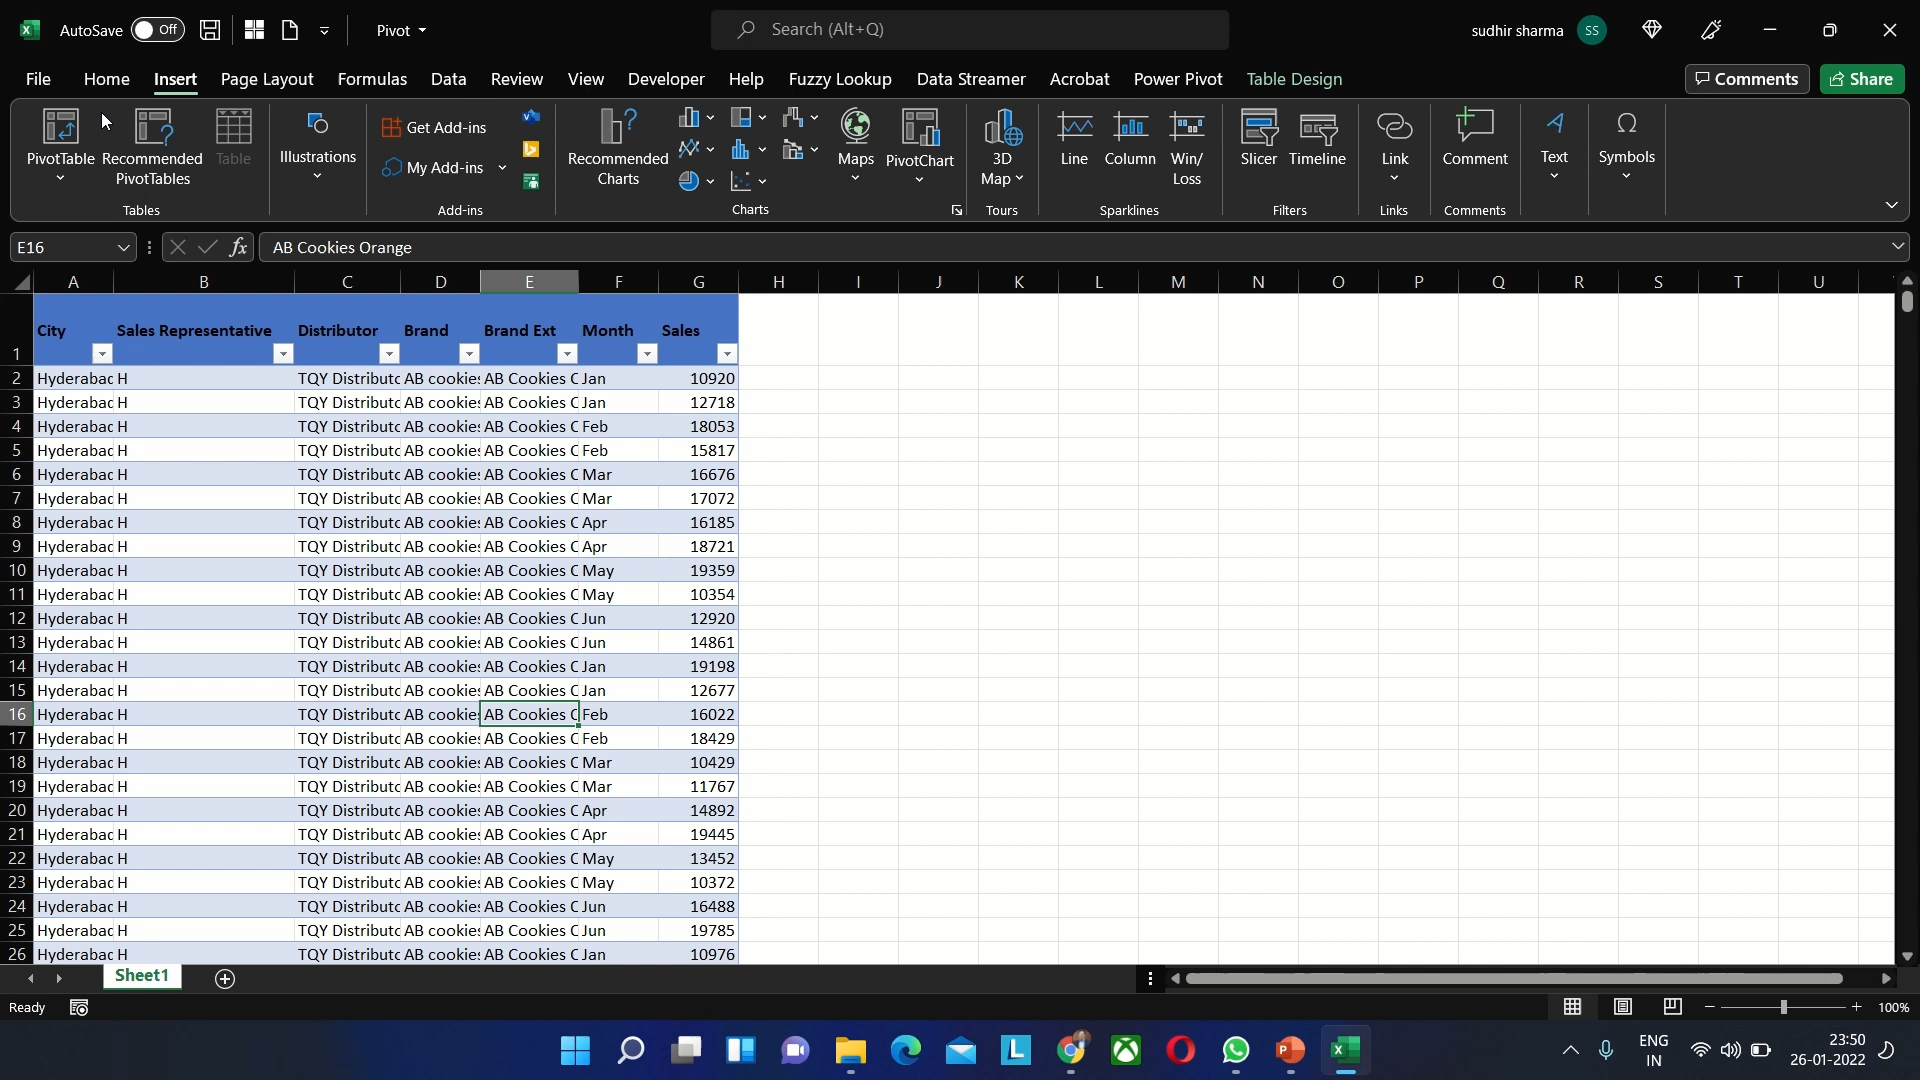 AutoSave Off Pivot Search (Alt+Q) sudhir sharma SS
File Home Insert Page Layout Formulas Data Review View Developer Help Fuzzy Lookup Data Streamer Acrobat Power Pivot Table Design Comments Share
PivotTable Recommended PivotTables Table Illustrations Get Add-ins My Add-ins Recommended Charts Maps PivotChart 3D Map Line Column Win/Loss Slicer Timeline Link Comment Text Symbols
Tables Add-ins Charts Tours Sparklines Filters Links Comments
E16 fx AB Cookies Orange
A B C D E F G H I J K L M N O P Q R S T U
1 City Sales Representative Distributor Brand Brand Ext Month Sales
2 Hyderabac H TQY Distributc AB cookies AB Cookies C Jan 10920
3 Hyderabac H TQY Distributc AB cookies AB Cookies C Jan 12718
4 Hyderabac H TQY Distributc AB cookies AB Cookies C Feb 18053
5 Hyderabac H TQY Distributc AB cookies AB Cookies C Feb 15817
6 Hyderabac H TQY Distributc AB cookies AB Cookies C Mar 16676
7 Hyderabac H TQY Distributc AB cookies AB Cookies C Mar 17072
8 Hyderabac H TQY Distributc AB cookies AB Cookies C Apr 16185
9 Hyderabac H TQY Distributc AB cookies AB Cookies C Apr 18721
10 Hyderabac H TQY Distributc AB cookies AB Cookies C May 19359
11 Hyderabac H TQY Distributc AB cookies AB Cookies C May 10354
12 Hyderabac H TQY Distributc AB cookies AB Cookies C Jun 12920
13 Hyderabac H TQY Distributc AB cookies AB Cookies C Jun 14861
14 Hyderabac H TQY Distributc AB cookies AB Cookies C Jan 19198
15 Hyderabac H TQY Distributc AB cookies AB Cookies C Jan 12677
16 Hyderabac H TQY Distributc AB cookies AB Cookies C Feb 16022
17 Hyderabac H TQY Distributc AB cookies AB Cookies C Feb 18429
18 Hyderabac H TQY Distributc AB cookies AB Cookies C Mar 10429
19 Hyderabac H TQY Distributc AB cookies AB Cookies C Mar 11767
20 Hyderabac H TQY Distributc AB cookies AB Cookies C Apr 14892
21 Hyderabac H TQY Distributc AB cookies AB Cookies C Apr 19445
22 Hyderabac H TQY Distributc AB cookies AB Cookies C May 13452
23 Hyderabac H TQY Distributc AB cookies AB Cookies C May 10372
24 Hyderabac H TQY Distributc AB cookies AB Cookies C Jun 16488
25 Hyderabac H TQY Distributc AB cookies AB Cookies C Jun 19785
26 Hyderabac H TQY Distributc AB cookies AB Cookies C Jan 10976
Sheet1
Ready 100%
ENG 23:50
IN 26-01-2022